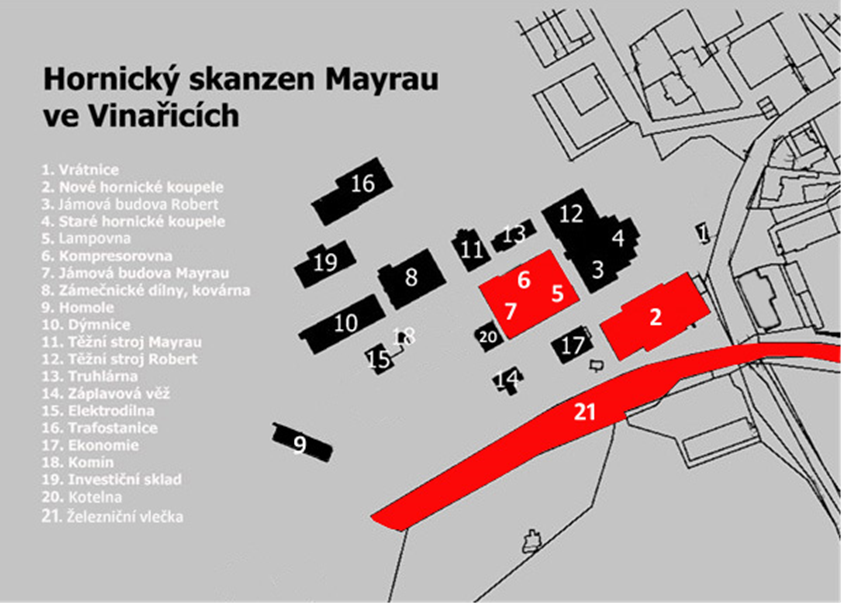 Hornický skanzen Mayrau
ve Vinařicích
1. Vrátnice
2. Nové hornické koupele
3. Jámová budova Robert
4. Staré hornické koupele
5. Lampovna
6. Kompresorovna
7. Jámová budova Mayrau
8. Zámečnické dílny, kovárna
9. Homole
10. Dýmnice
11. Těžní stroj Mayrau
12. Těžní stroj Robert
13. Truhlárna
14. Záplavová věž
15. Elektrodílna
16. Trafostanice
17. Ekonomie
18. Komín
19. Investiční sklad
20. Kotelna
21. Železniční vlečka
16
12
13
4
1
11
19
8
6
3
5
7
10
2
18
20
17
15
14
21
9